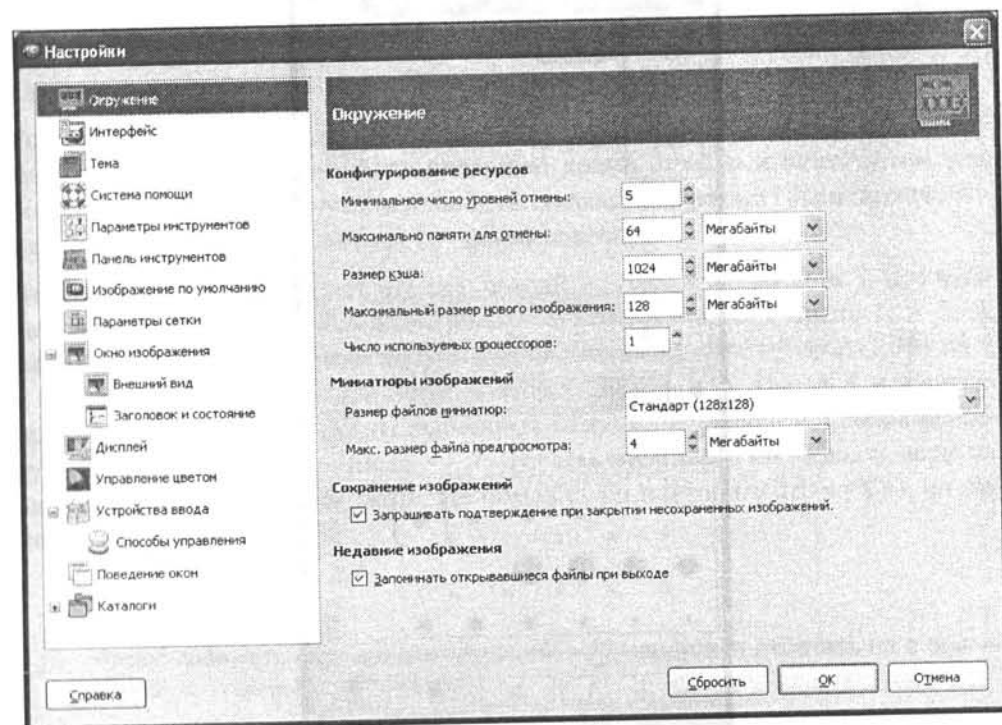 Настройки
Окружение
Интерфейс
Тема
Система помощи
Параметры инструментов
Панель инструментов
Изображение по умолчанию
Параметры сетки
Окно изображения
Внешний вид
Заголовок и состояние
Дисплей
Управление цветом
Устройства ввода
Способы управления
Поведение окон
Каталоги
Окружение
Конфигурирование ресурсов
Минимальное число уровней отмены: 5
Максимально памяти для отмены: 64 Мегабайты
Размер кэша: 1024 Мегабайты
Максимальный размер нового изображения: 128 Мегабайты
Число используемых процессоров: 1
Миниатюры изображений
Размер файлов миниатюр: Стандарт (128x128)
Макс. размер файла предпросмотра: 4 Мегабайты
Сохранение изображений
Запрашивать подтверждение при закрытии несохраненных изображений.
Недавние изображения
Запоминать открывавшиеся файлы при выходе
Справка Сбросить OK Отмена